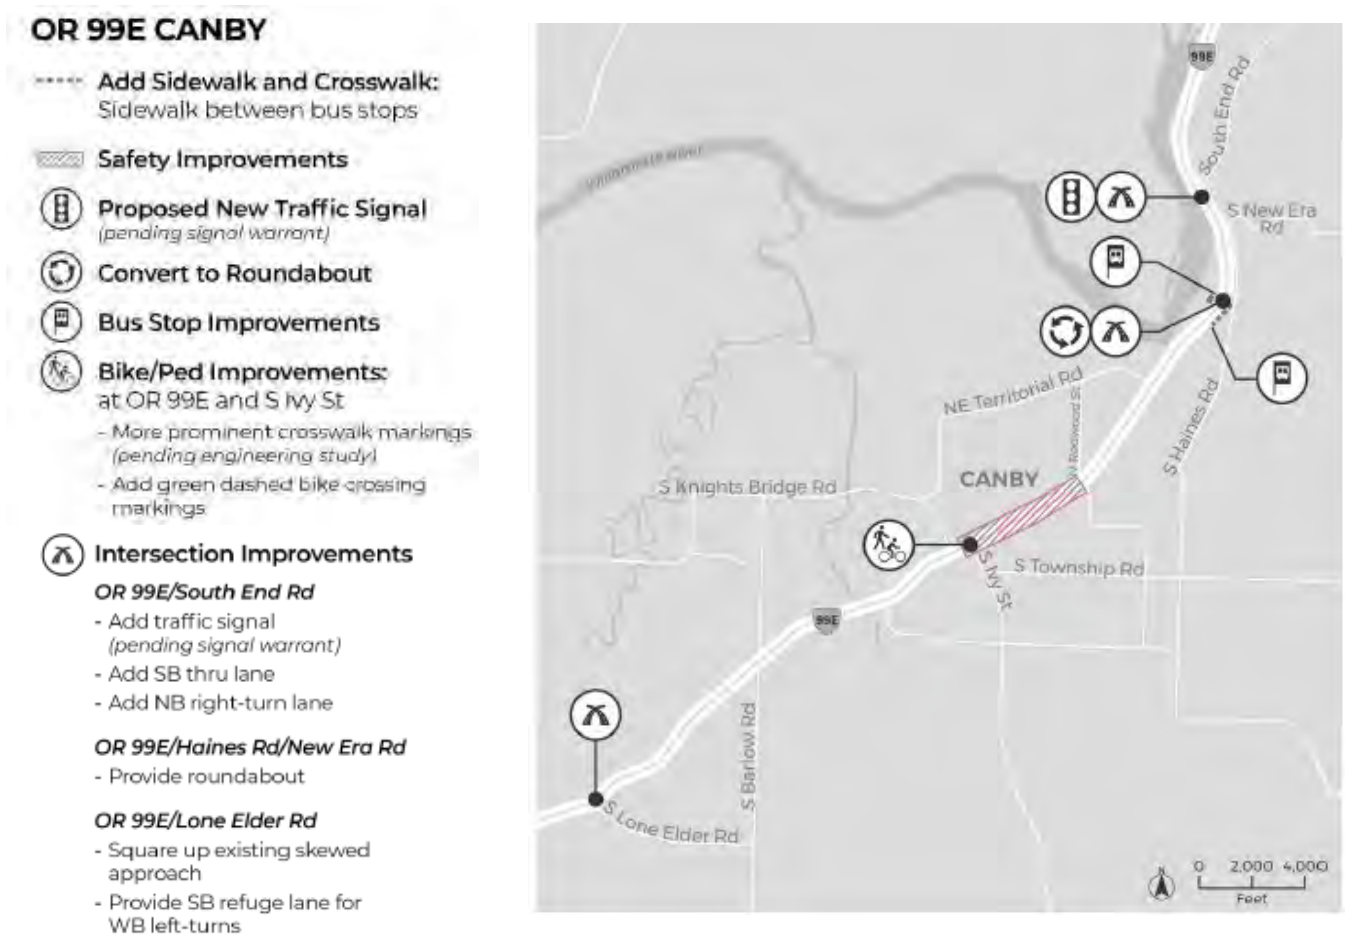 OR 99E CANBY
Add Sidewalk and Crosswalk:
Sidewalk between bus stops
Safety Improvements
Proposed New Traffic Signal
(pending signal warrant)
Convert to Roundabout
Bus Stop Improvements
Bike/Ped Improvements:
at OR 99E and S Ivy St
- More prominent crosswalk markings
(pending engineering study)
- Add green dashed bike crossing
markings
Intersection Improvements
OR 99E/South End Rd
- Add traffic signal
(pending signal warrant)
- Add SB thru lane
- Add NB right-turn lane
OR 99E/Haines Rd/New Era Rd
- Provide roundabout
OR 99E/Lone Elder Rd
- Square up existing skewed
approach
- Provide SB refuge lane for
WB left-turns
99E
South End Rd
Willamette River
S New Era
Rd
NE Territorial Rd
N Redwood St
S Haines Rd
CANBY
S Knights Bridge Rd
S Ivy St
S Township Rd
99E
S Barlow Rd
S Lone Elder Rd
N
0 2,000 4,000
Feet